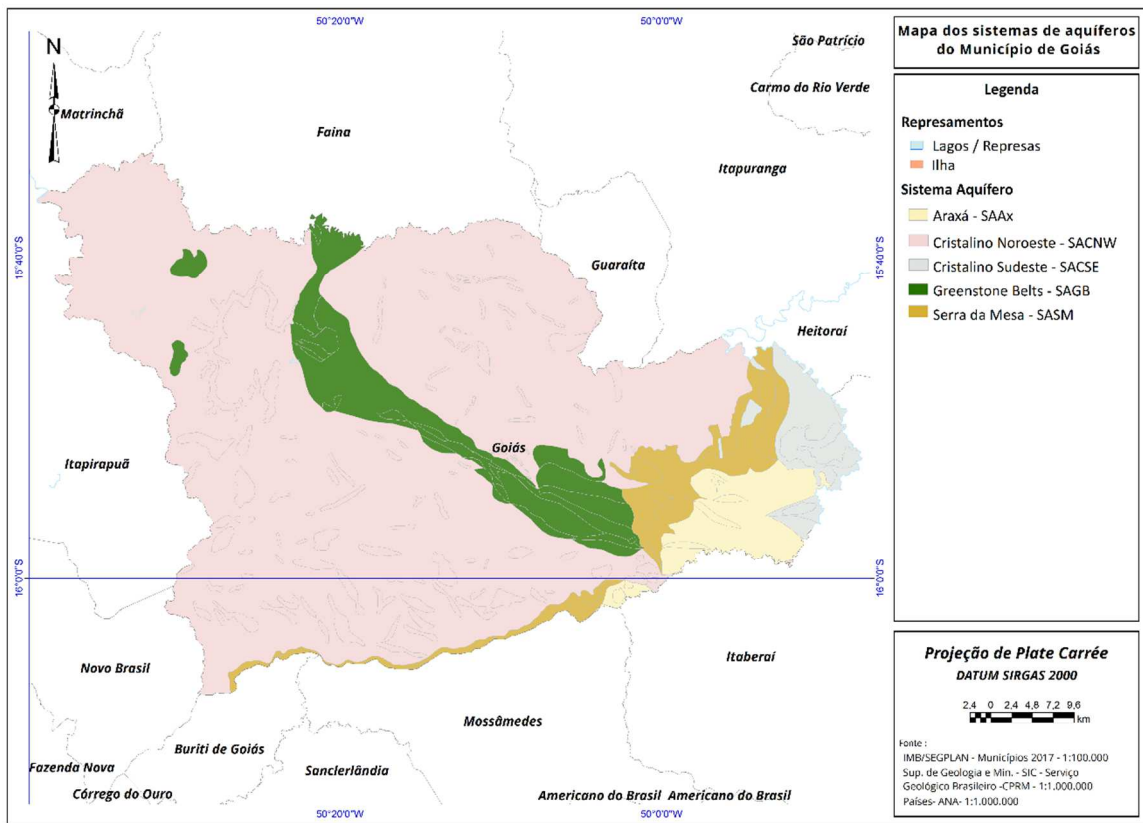 50°20'0"W
50°0'0"W
N
São Patrício
Carmo do Rio Verde
Matrinchã
Faina
Itapuranga
15°40'0"S
Guaraíta
15°40'0"S
Heitoraí
Goiás
Itapirapuã
16°0'0"S
16°0'0"S
Itaberaí
Novo Brasil
Mossâmedes
Buriti de Goiás
Fazenda Nova
Sanclerlândia
Córrego do Ouro
Americano do Brasil
Americano do Brasil
50°20'0"W
50°0'0"W
Mapa dos sistemas de aquíferos
do Município de Goiás
Legenda
Represamentos
Lagos / Represas
Ilha
Sistema Aquífero
Araxá - SAAx
Cristalino Noroeste - SACNW
Cristalino Sudeste - SACSE
Greenstone Belts - SAGB
Serra da Mesa - SASM
Projeção de Plate Carrée
DATUM SIRGAS 2000
2,4 0 2,4 4,8 7,2 9,6
km
Fonte :
IMB/SEGPLAN - Municípios 2017 - 1:100.000
Sup. de Geologia e Min. - SIC - Serviço
Geológico Brasileiro -CPRM - 1:1.000.000
Países- ANA- 1:1.000.000